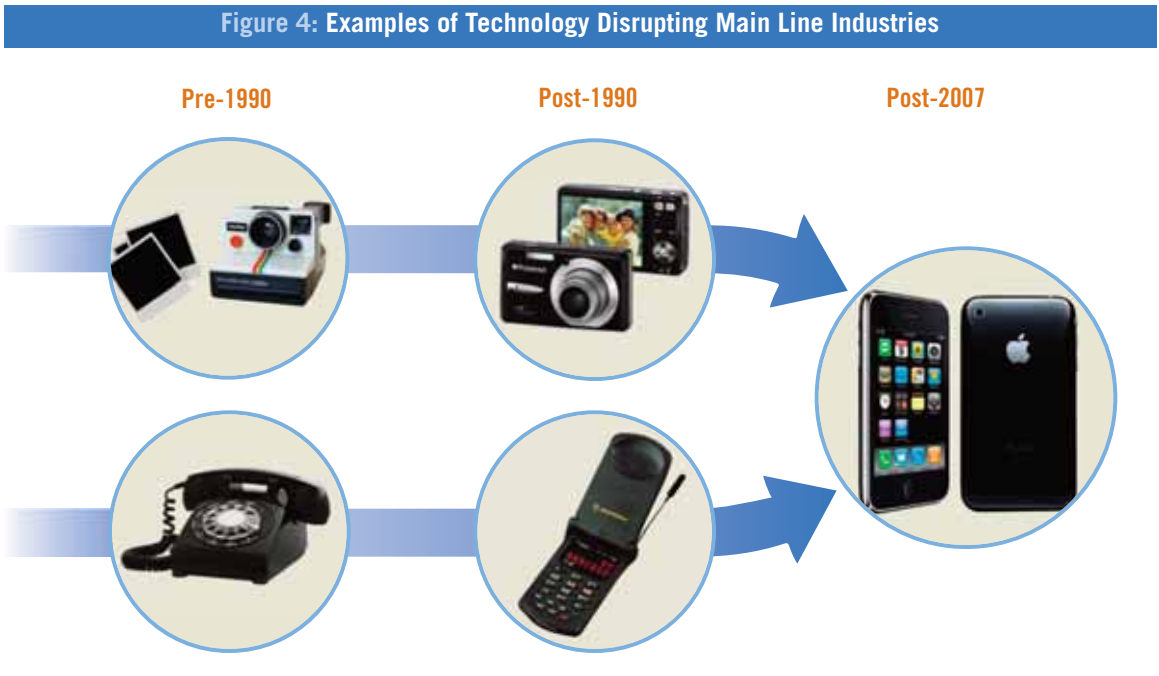 Figure 4: Examples of Technology Disrupting Main Line Industries
Pre-1990
Post-1990
Post-2007